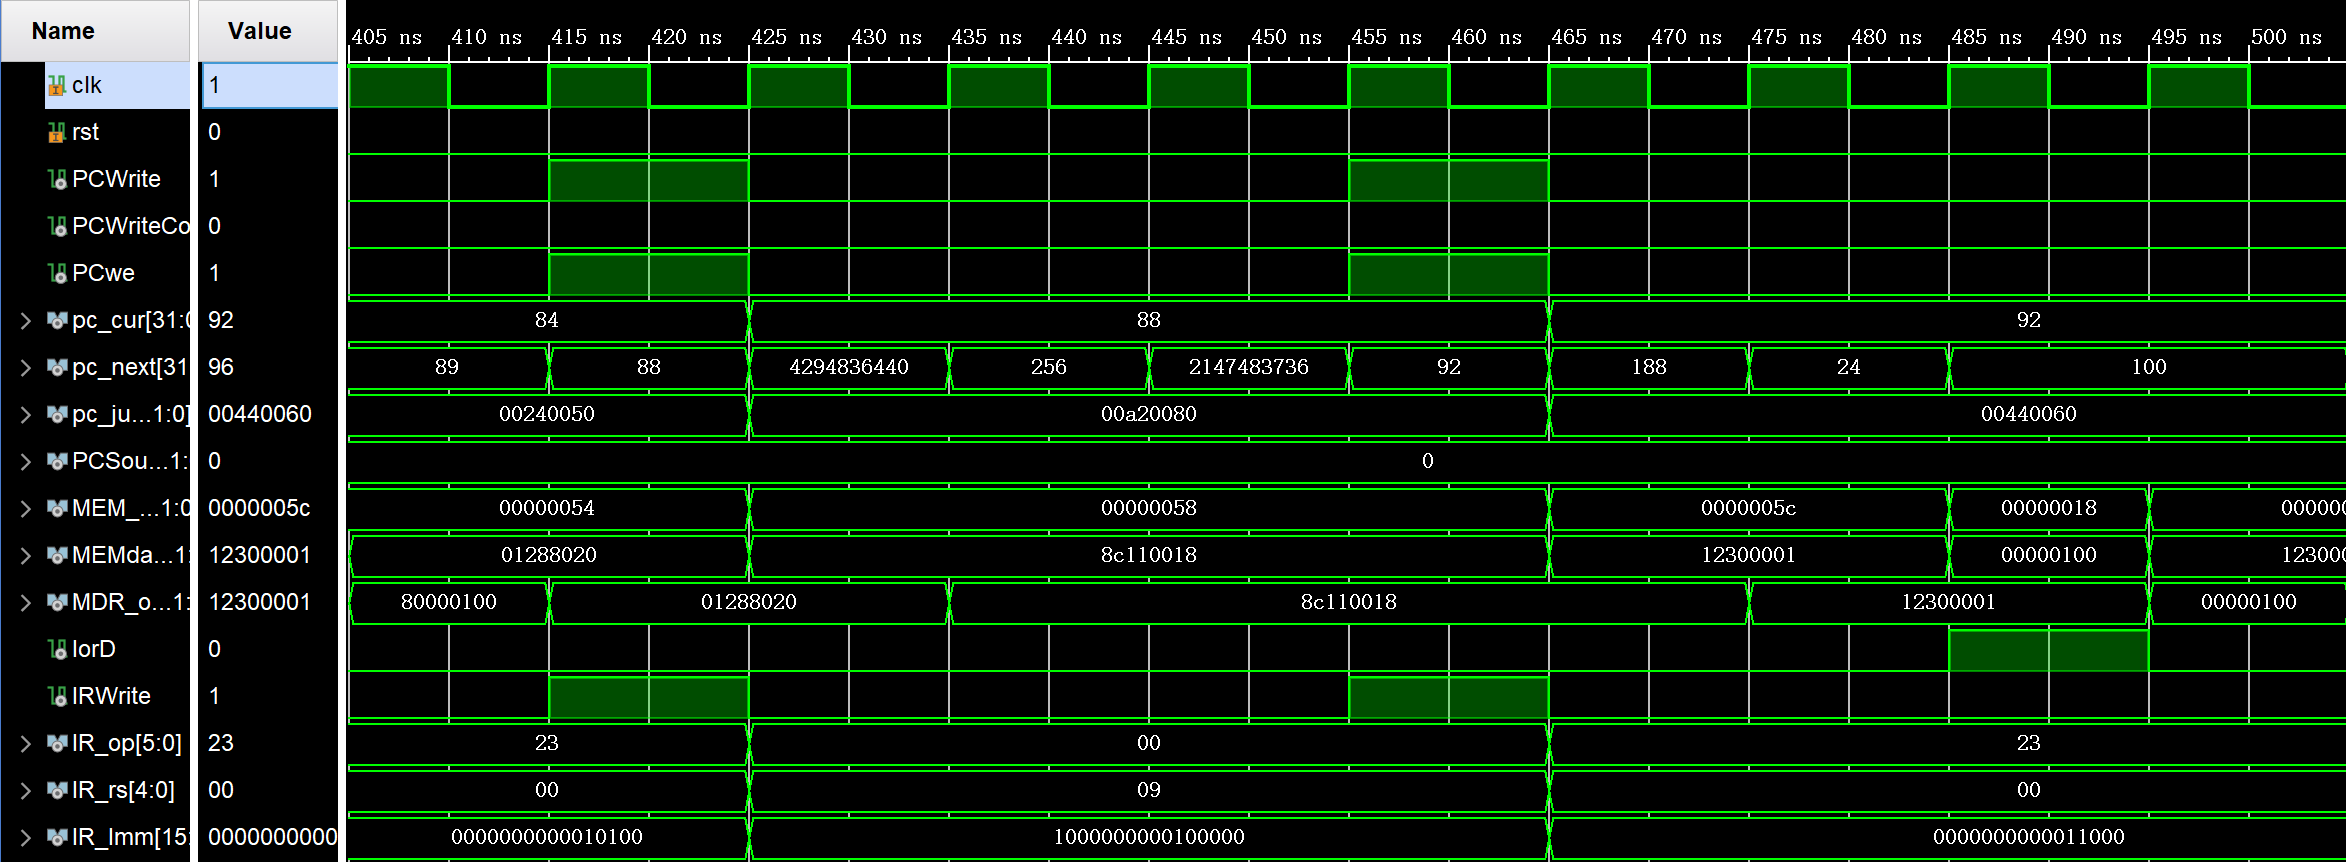 Name Value 405 ns 410 ns 415 ns 420 ns 425 ns 430 ns 435 ns 440 ns 445 ns 450 ns 455 ns 460 ns 465 ns 470 ns 475 ns 480 ns 485 ns 490 ns 495 ns 500 ns
clk 1
rst 0
PCWrite 1
PCWriteCo 0
PCwe 1
pc_cur[31:0 92 84 88 92
pc_next[31 96 89 88 4294836440 256 2147483736 92 188 24 100
pc_ju...1:0] 00440060 00240050 00a20080 00440060
PCSou...1: 0 0
MEM_...1:0 0000005c 00000054 00000058 0000005c 00000018 000000
MEMda...1: 12300001 01288020 8c110018 12300001 00000100 12300
MDR_o...1: 12300001 80000100 01288020 8c110018 12300001 00000100
IorD 0
IRWrite 1
IR_op[5:0] 23 23 00 23
IR_rs[4:0] 00 00 09 00
IR_Imm[15: 0000000000 0000000000010100 1000000000100000 0000000000011000